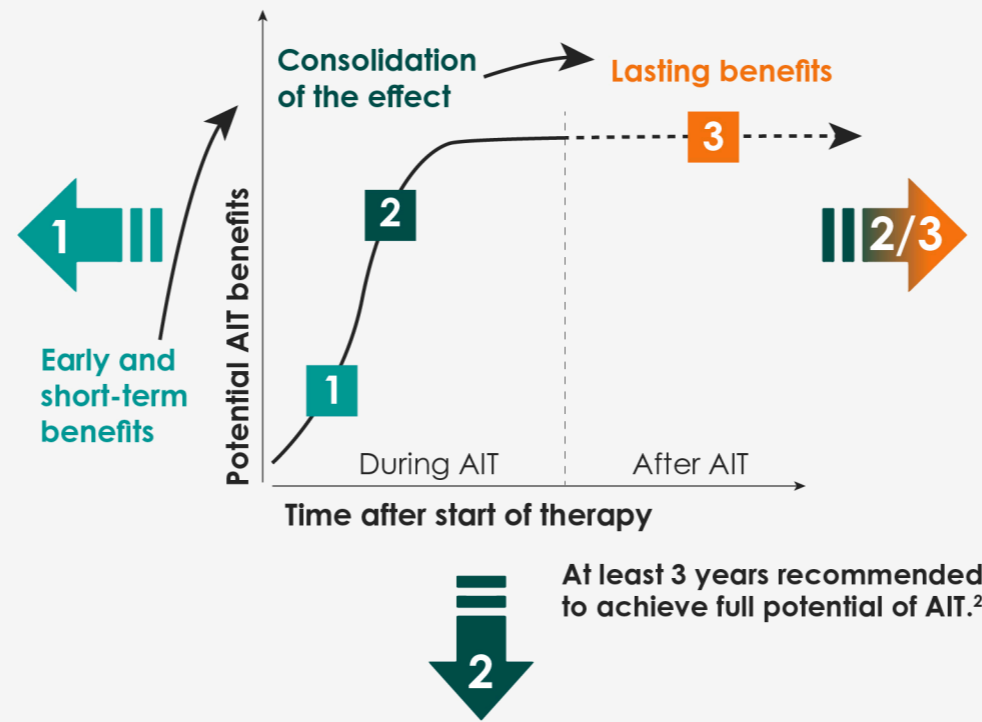 Consolidation
of the effect
Lasting benefits
3
2
1
2/3
1
Early and
short-term
benefits
Potential AIT benefits
During AIT
After AIT
Time after start of therapy
At least 3 years recommended
to achieve full potential of AIT.²
2